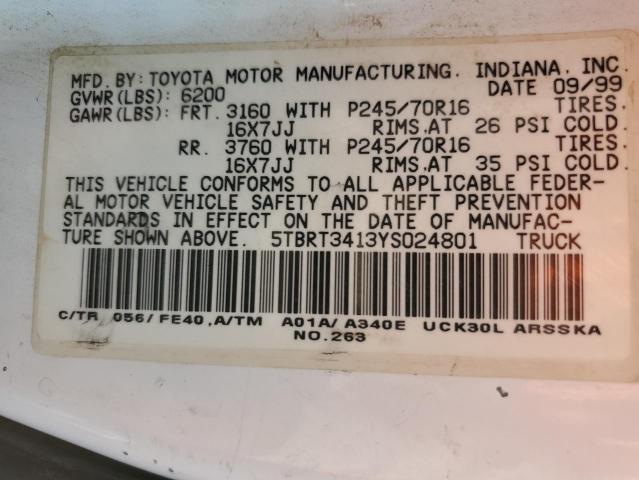 MFD. BY: TOYOTA MOTOR MANUFACTURING, INDIANA, INC.
GVWR(LBS): 6200 DATE 09/99
GAWR(LBS): FRT. 3160 WITH P245/70R16 TIRES.
16X7JJ RIMS.AT 26 PSI COLD.
RR. 3760 WITH P245/70R16 TIRES.
16X7JJ RIMS.AT 35 PSI COLD.
THIS VEHICLE CONFORMS TO ALL APPLICABLE FEDER-
AL MOTOR VEHICLE SAFETY AND THEFT PREVENTION
STANDARDS IN EFFECT ON THE DATE OF MANUFAC-
TURE SHOWN ABOVE. 5TBRT3413YS024801 TRUCK
C/TR 056/FE40,A/TM A01A/A340E UCK30L ARSSKA
NO.263